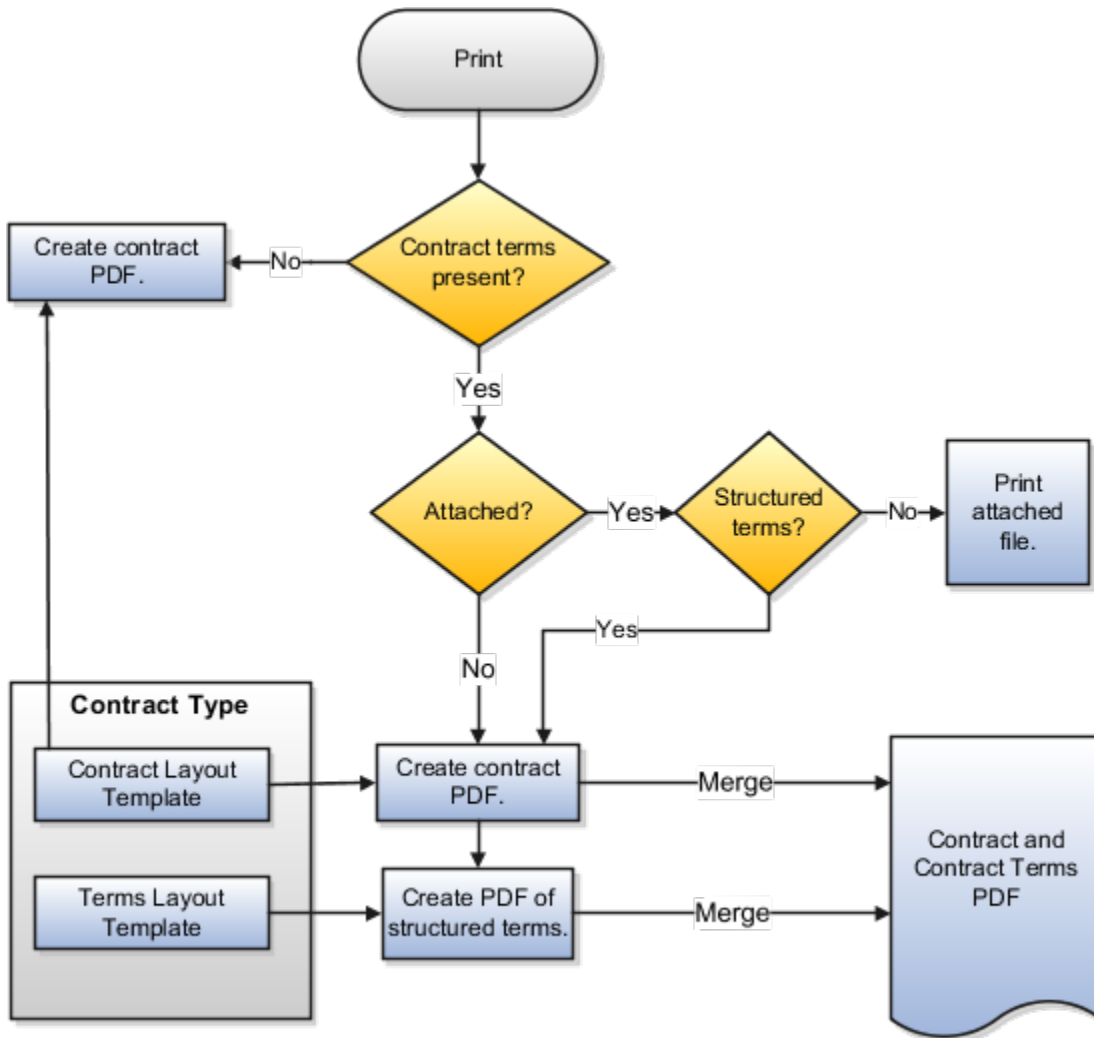 Print
Contract terms
present?
No
Create contract
PDF.
Yes
Attached?
Yes
Structured
terms?
No
Print
attached
file.
Yes
No
Contract Type
Contract Layout
Template
Create contract
PDF.
Merge
Contract and
Contract Terms
PDF
Terms Layout
Template
Create PDF of
structured terms.
Merge